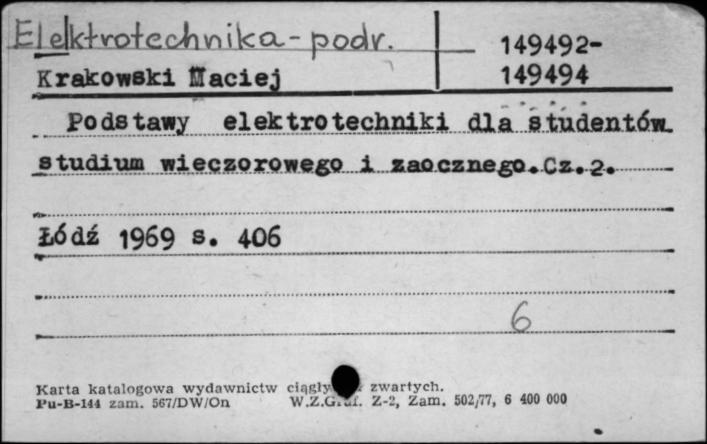 Elektrotechnika - podr.
149492-
Krakowski Maciej
149494
Podstawy elektrotechniki dla studentów
studium wieczorowego i zaocznego. Cz. 2.
Łódź 1969 s. 406
6
Karta katalogowa wydawnictw zwartych.
Pu-B-144 zam. 567/DW/On W.Z.Graf. Z-2, Zam. 502/77, 6 400 000